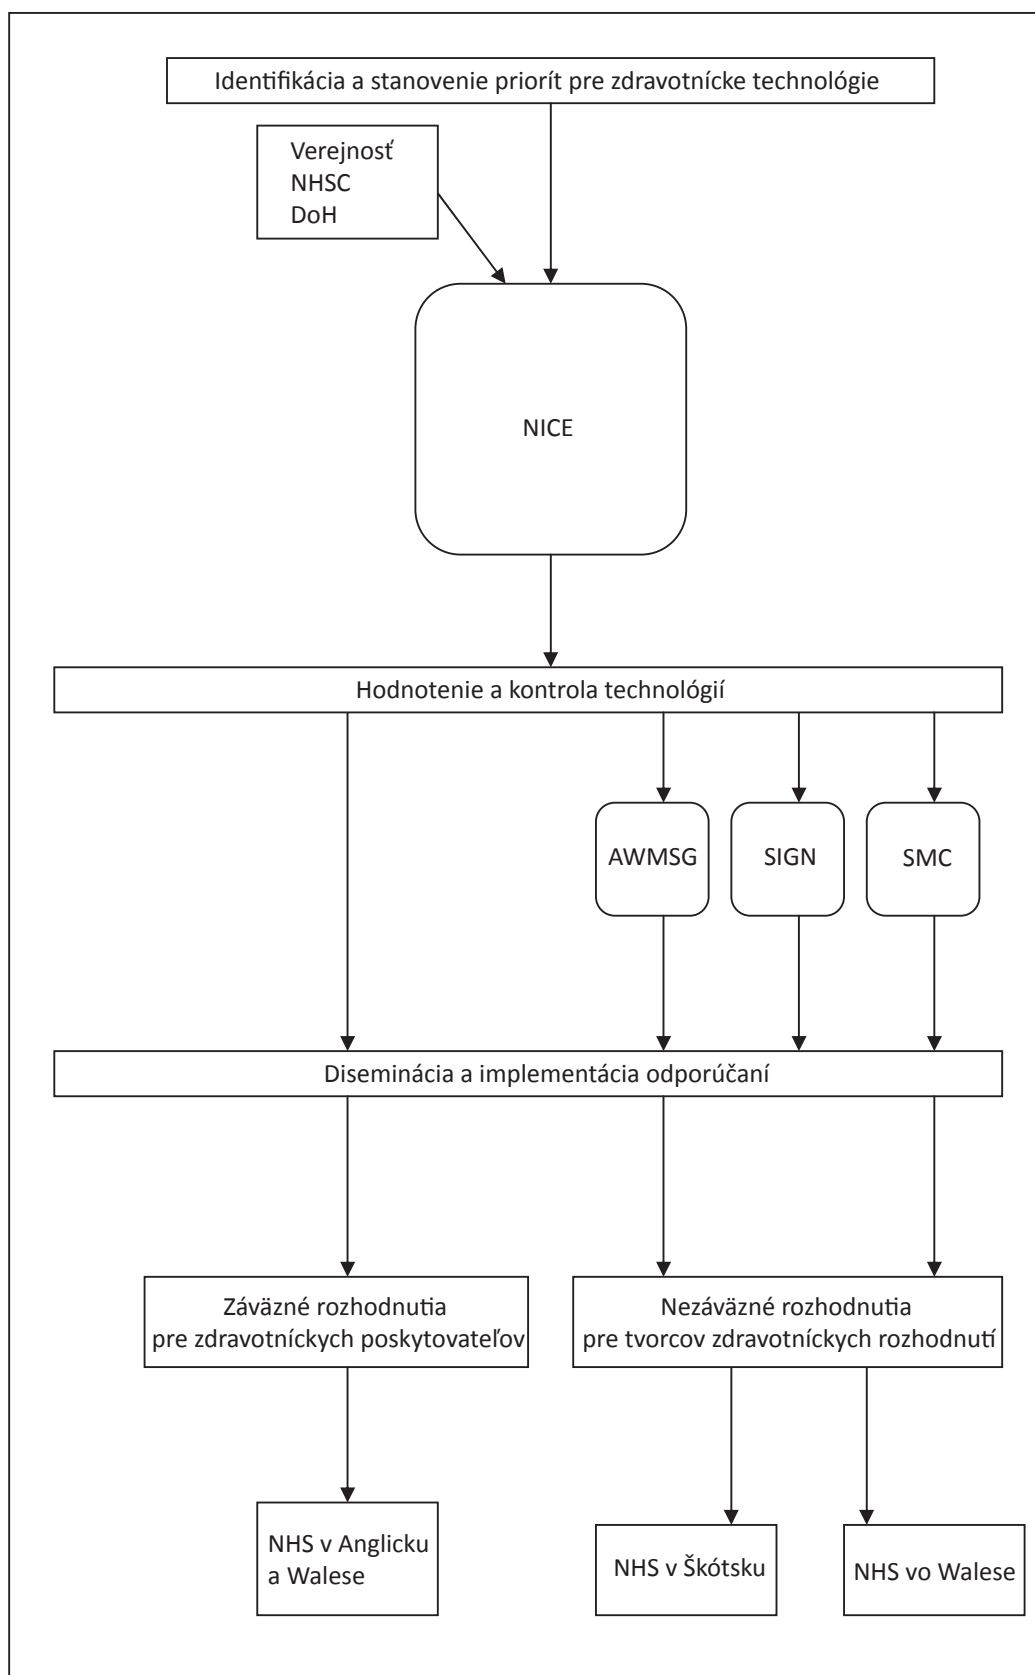 Identifikácia a stanovenie priorít pre zdravotnícke technológie
Verejnosť
NHSC
DoH
NICE
Hodnotenie a kontrola technológií
AWMSG
SIGN
SMC
Diseminácia a implementácia odporúčaní
Záväzné rozhodnutia
pre zdravotníckych poskytovateľov
Nezáväzné rozhodnutia
pre tvorcov zdravotníckych rozhodnutí
NHS v Anglicku
a Walese
NHS v Škótsku
NHS vo Walese